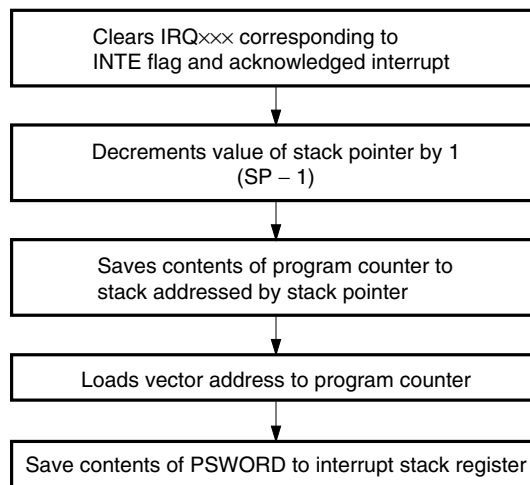 Clears IRQ××× corresponding to
INTE flag and acknowledged interrupt
Decrements value of stack pointer by 1
(SP – 1)
Saves contents of program counter to
stack addressed by stack pointer
Loads vector address to program counter
Save contents of PSWORD to interrupt stack register